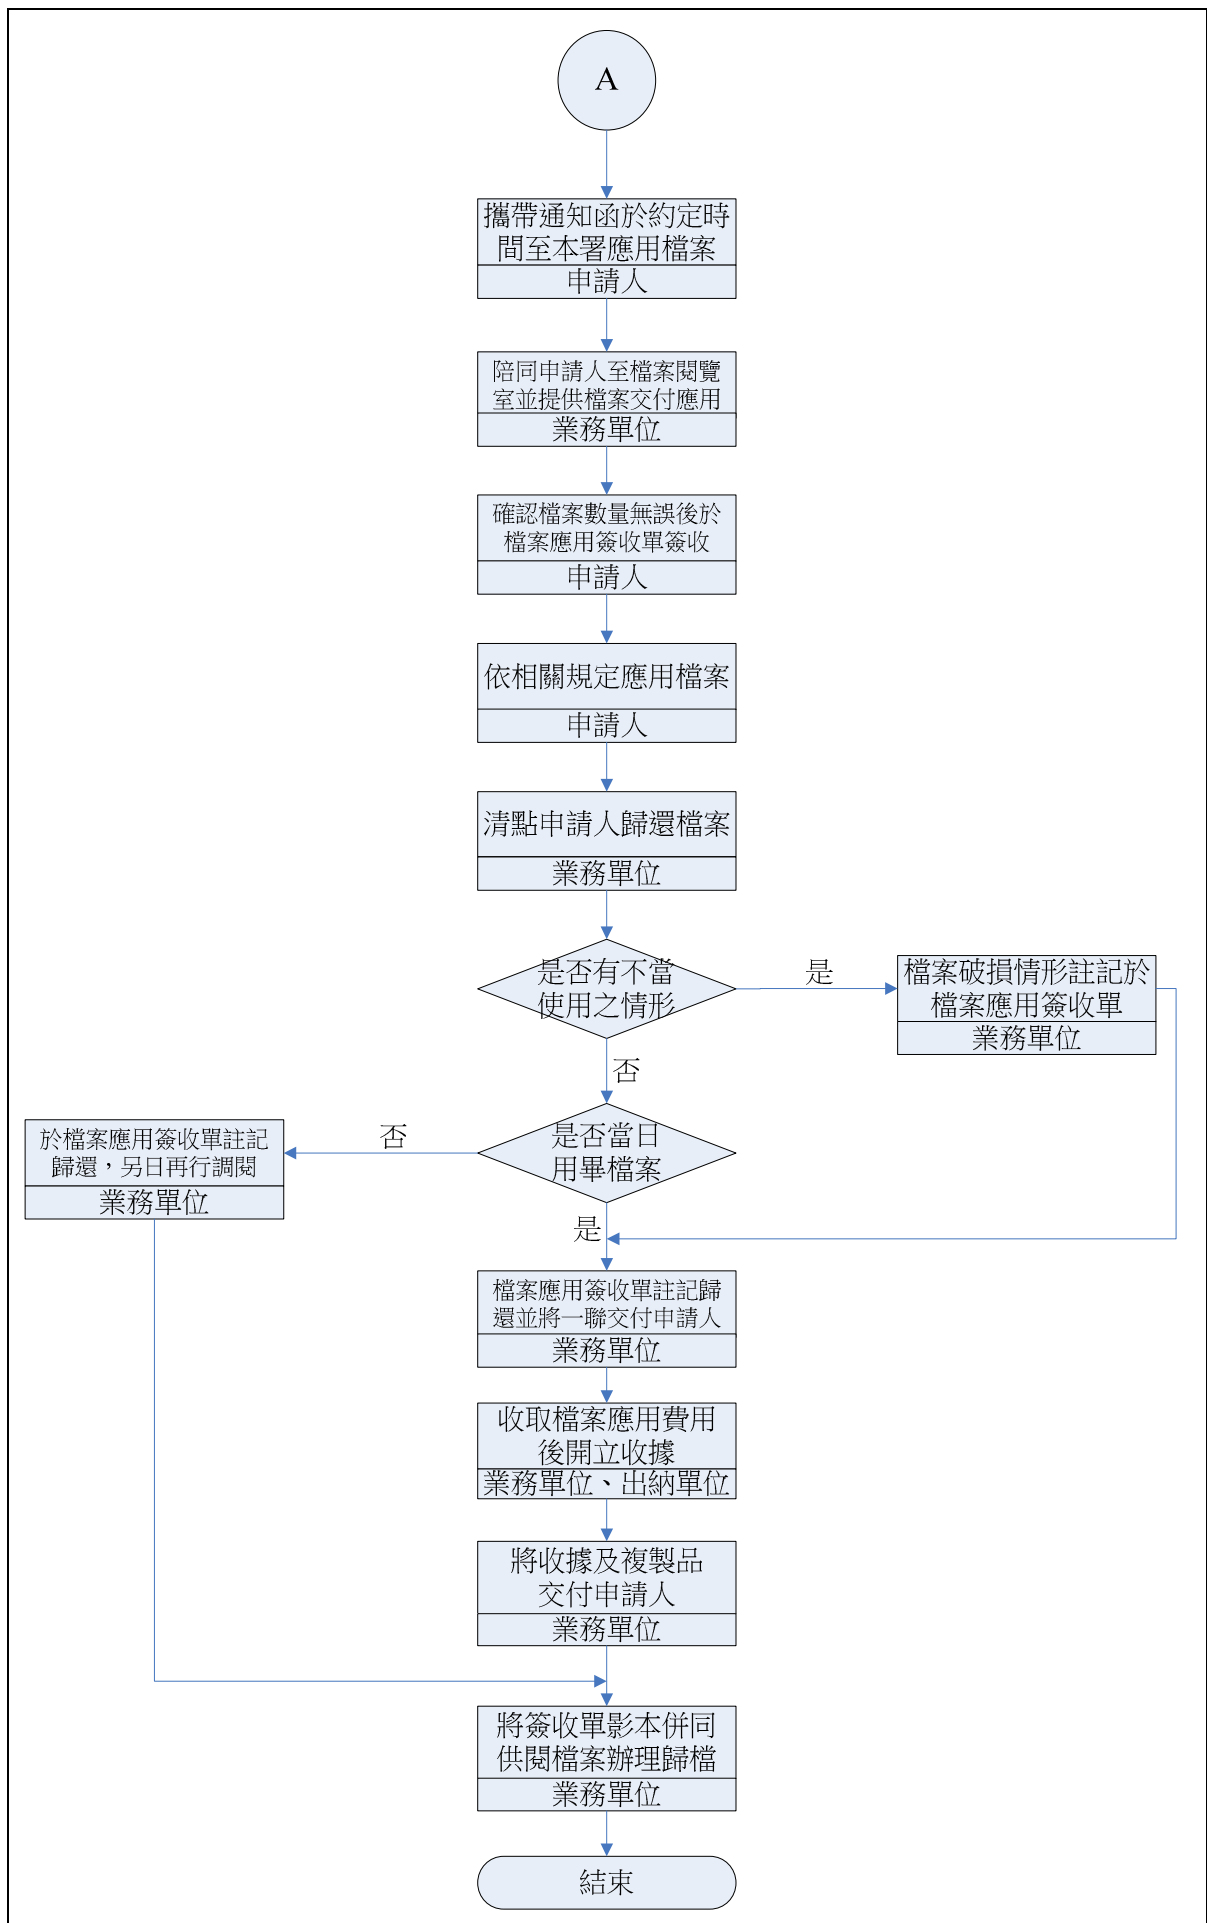 A
攜帶通知函於約定時
間至本署應用檔案
申請人
陪同申請人至檔案閱覽
室並提供檔案交付應用
業務單位
確認檔案數量無誤後於
檔案應用簽收單簽收
申請人
依相關規定應用檔案
申請人
清點申請人歸還檔案
業務單位
是否有不當
使用之情形
是
檔案破損情形註記於
檔案應用簽收單
業務單位
否
是否當日
用畢檔案
否
於檔案應用簽收單註記
歸還，另日再行調閱
業務單位
是
檔案應用簽收單註記歸
還並將一聯交付申請人
業務單位
收取檔案應用費用
後開立收據
業務單位、出納單位
將收據及複製品
交付申請人
業務單位
將簽收單影本併同
供閱檔案辦理歸檔
業務單位
結束